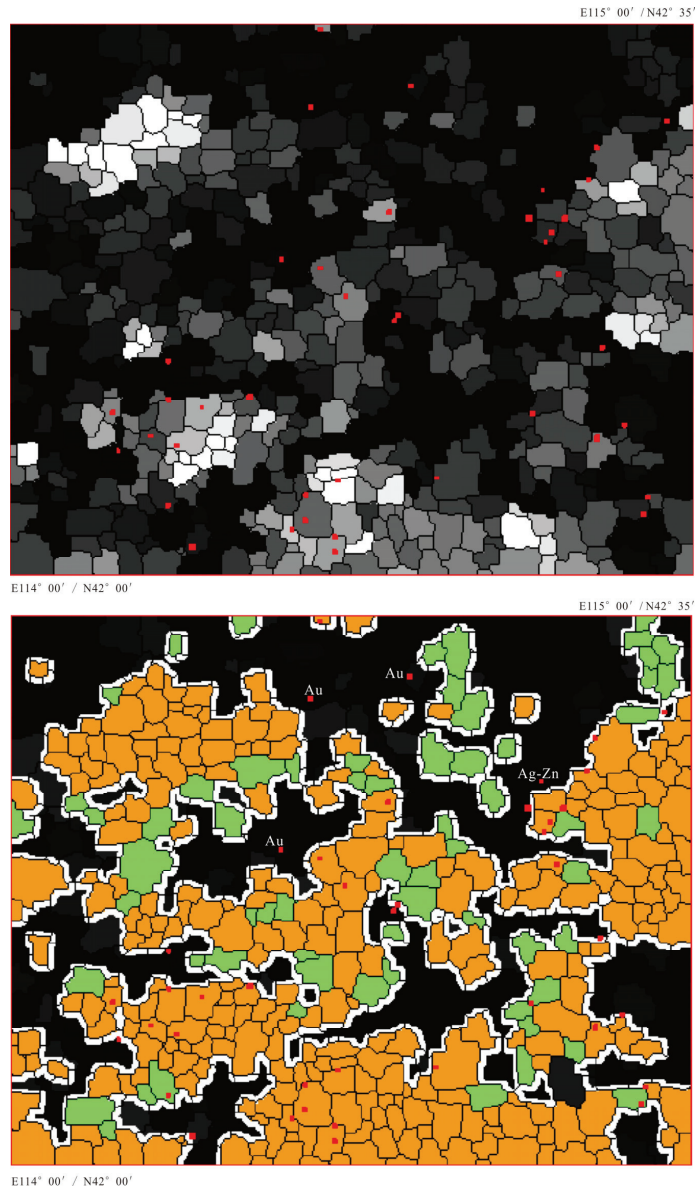 E115° 00′ / N42° 35′
E114° 00′ / N42° 00′
E115° 00′ / N42° 35′
Au
Au
Ag-Zn
Au
E114° 00′ / N42° 00′